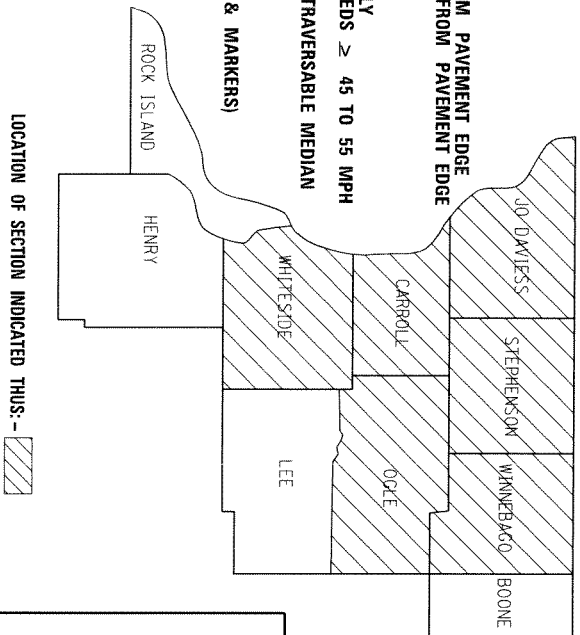 M PAVEMENT EDGE
FROM PAVEMENT EDGE
LY
EDS ≥ 45 TO 55 MPH
TRAVERSABLE MEDIAN
& MARKERS)
JO DAVIESS
STEPHENSON
WINNEBAGO
BOONE
CARROLL
OGLE
WHITESIDE
LEE
ROCK ISLAND
HENRY
LOCATION OF SECTION INDICATED THUS: -